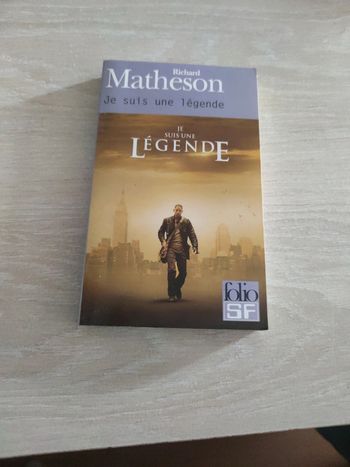 Richard
Matheson
Je suis une légende
JE
SUIS UNE
LÉGENDE
folio
SF